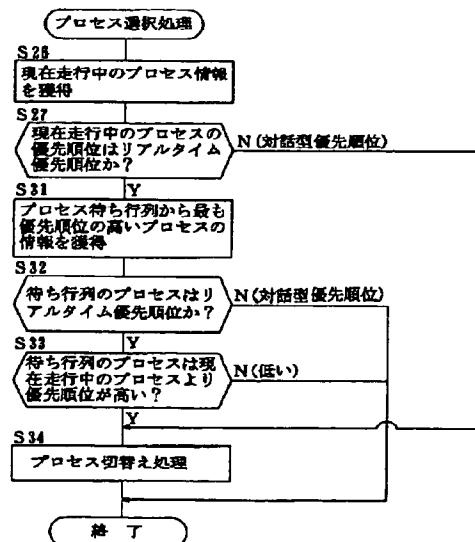 プロセス選択処理
S26
現在走行中のプロセス情報
を獲得
S27
現在走行中のプロセスの
優先順位はリアルタイム
優先順位か?
N(対話型優先順位)
Y
S31
プロセス待ち行列から最も
優先順位の高いプロセスの
情報を獲得
S32
待ち行列のプロセスはリ
アルタイム優先順位か?
N(対話型優先順位)
Y
S33
待ち行列のプロセスは現
在走行中のプロセスより
優先順位が高い?
N(低い)
Y
S34
プロセス切替え処理
終 了